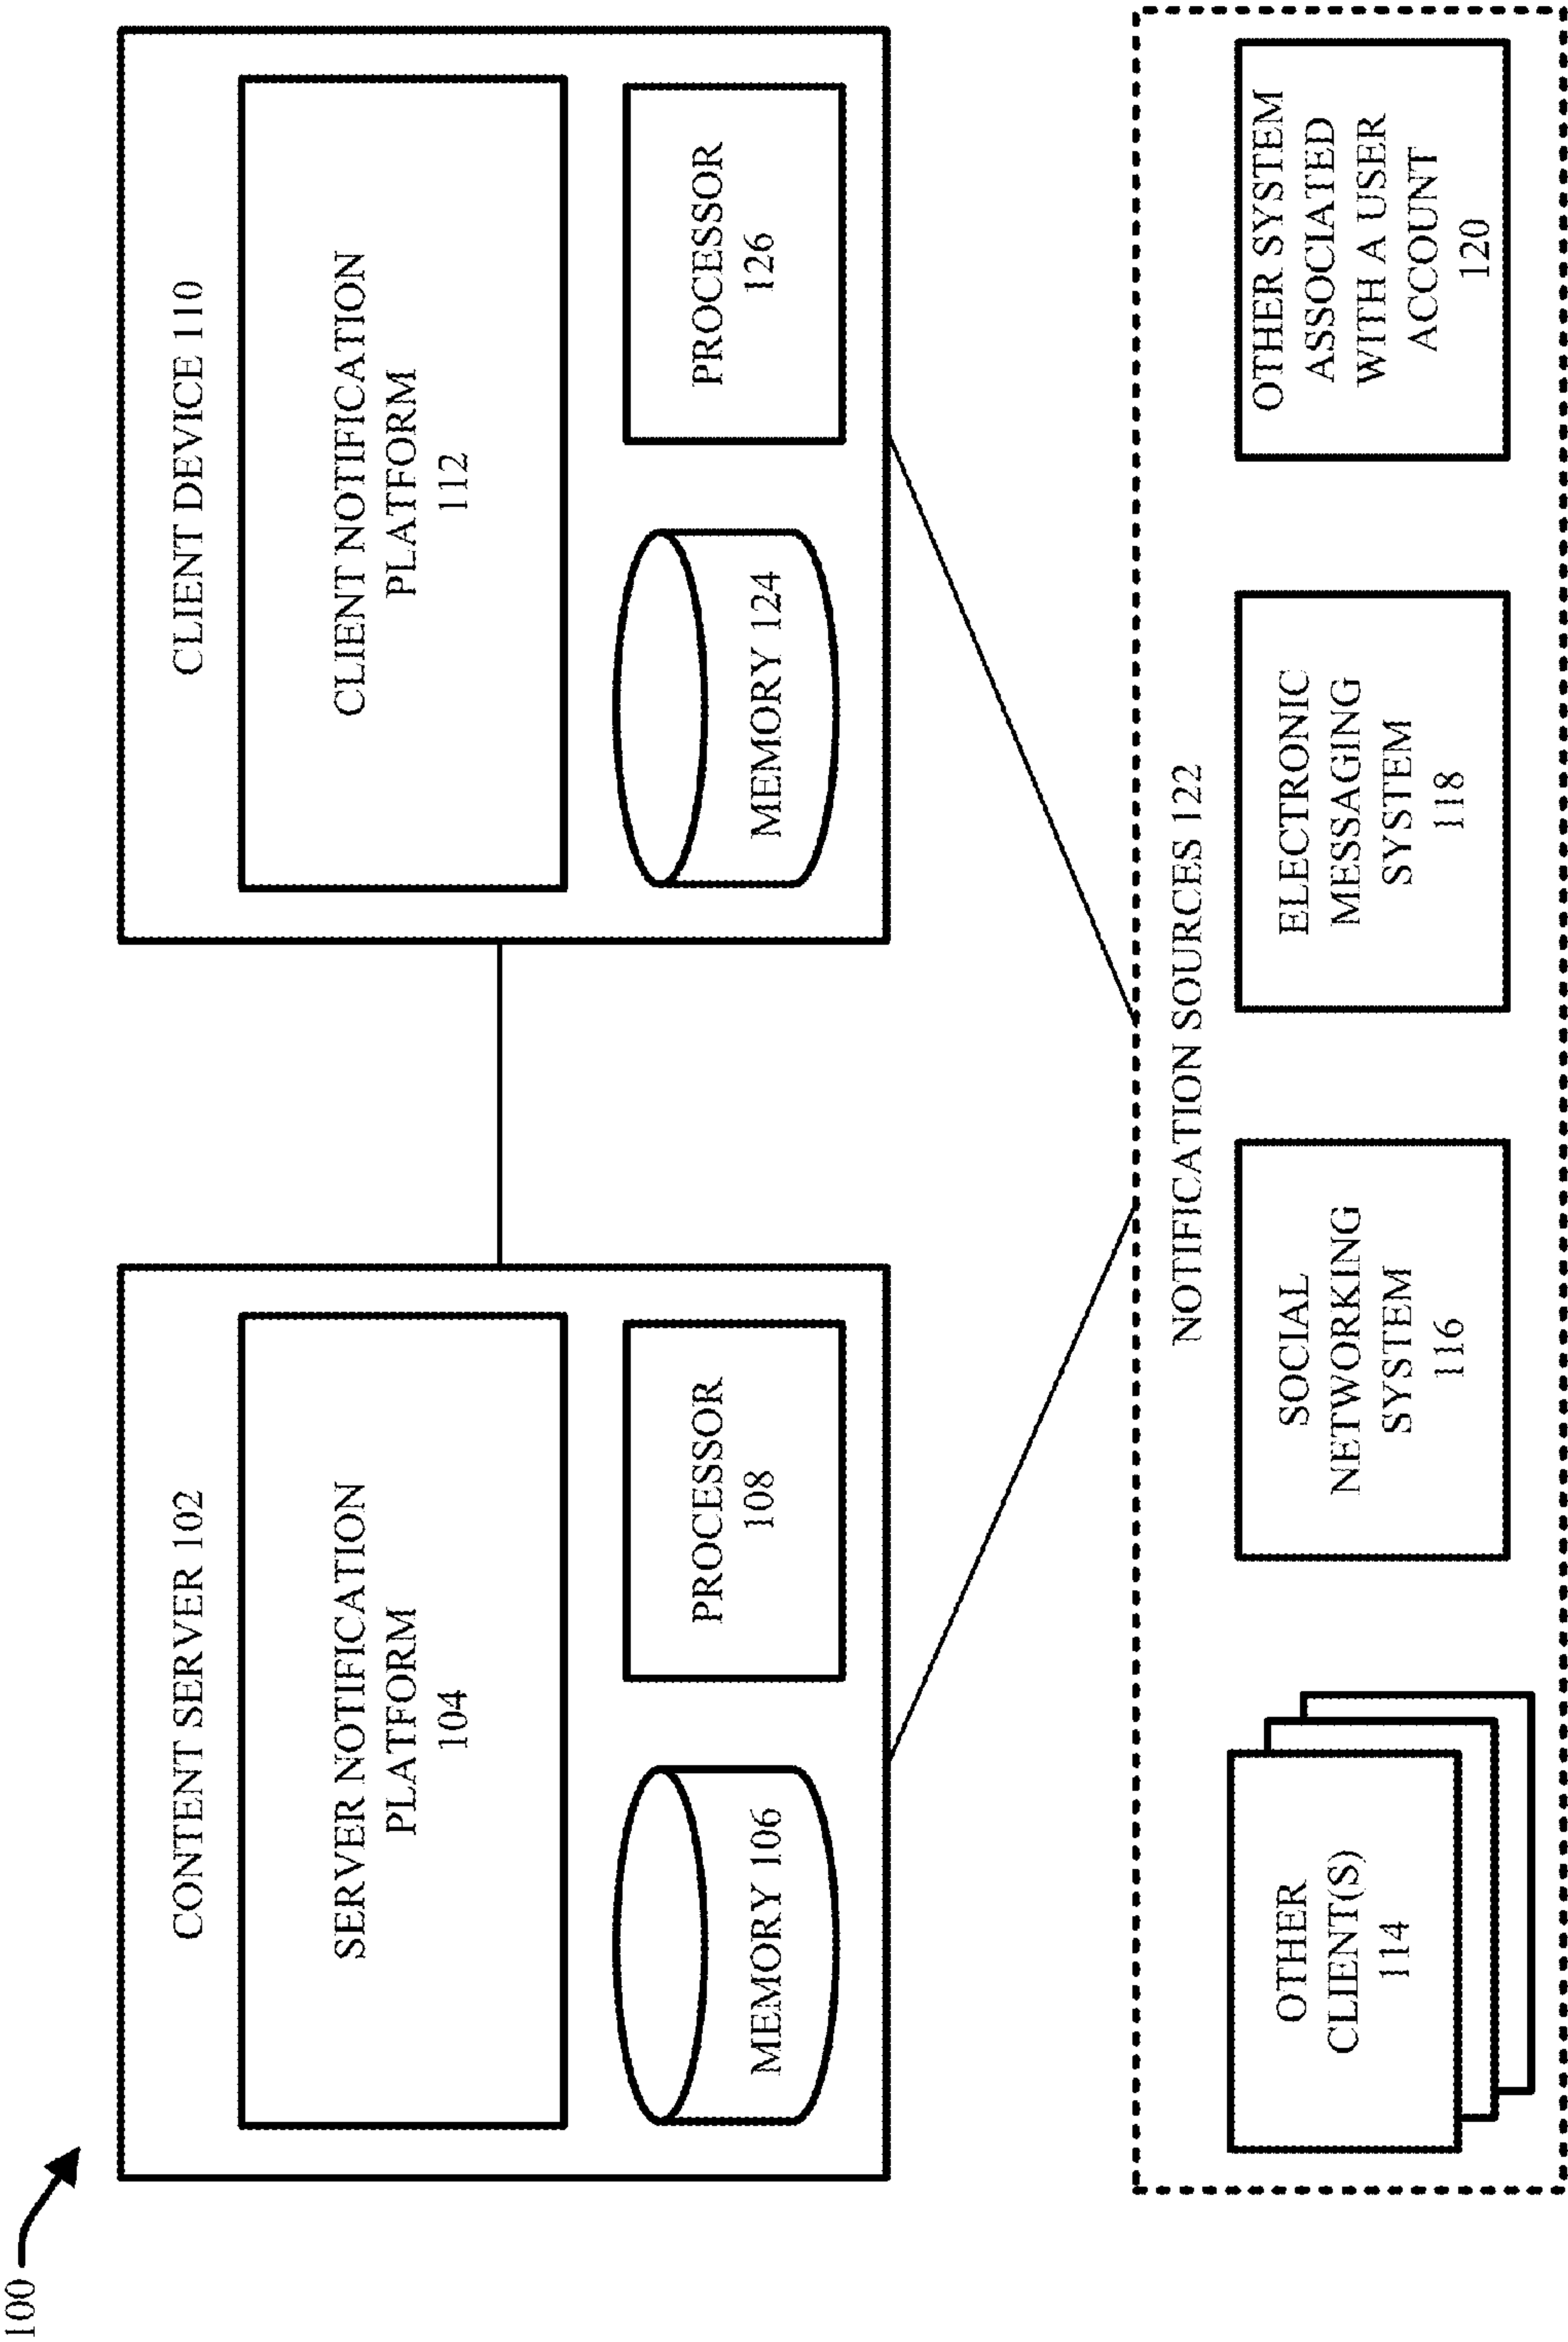 100
CONTENT SERVER 102
SERVER NOTIFICATION
PLATFORM
104
MEMORY 106
PROCESSOR
108
CLIENT DEVICE 110
CLIENT NOTIFICATION
PLATFORM
112
MEMORY 124
PROCESSOR
126
NOTIFICATION SOURCES 122
OTHER
CLIENT(S)
114
SOCIAL
NETWORKING
SYSTEM
116
ELECTRONIC
MESSAGING
SYSTEM
118
OTHER SYSTEM
ASSOCIATED
WITH A USER
ACCOUNT
120